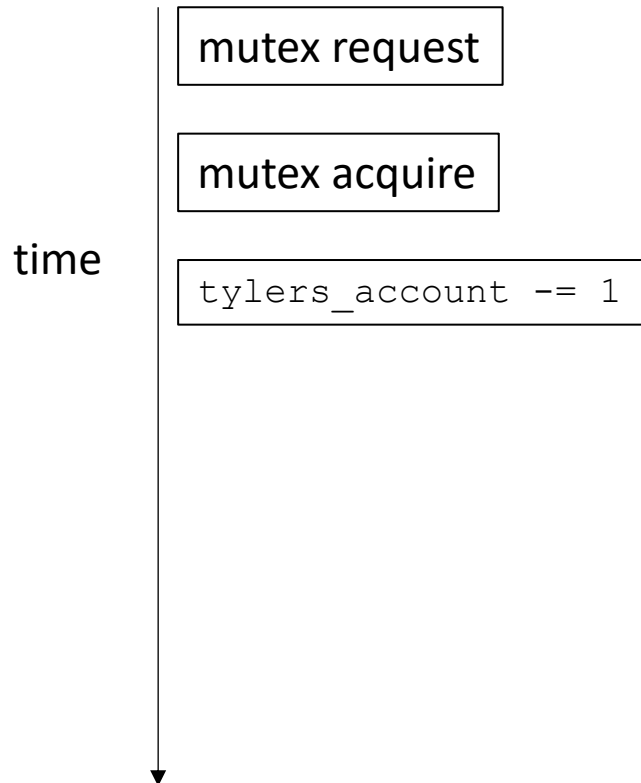 mutex request
mutex acquire
time
tylers_account -= 1